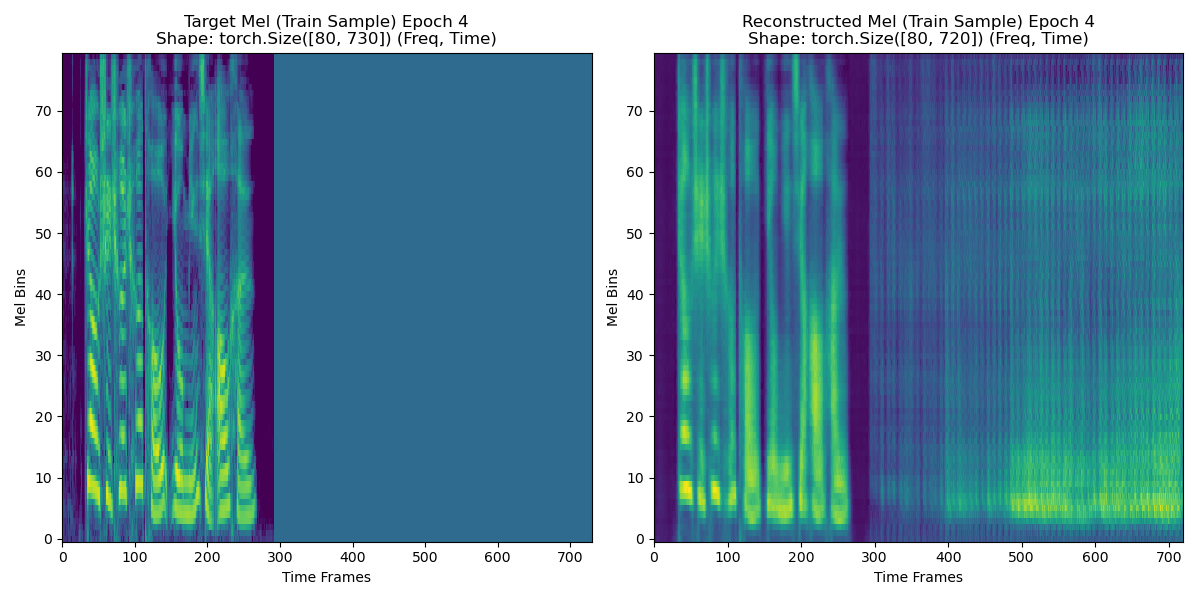 Target Mel (Train Sample) Epoch 4
Shape: torch.Size([80, 730]) (Freq, Time)
Mel Bins
70
60
50
40
30
20
10
0
0 100 200 300 400 500 600 700
Time Frames
Reconstructed Mel (Train Sample) Epoch 4
Shape: torch.Size([80, 720]) (Freq, Time)
Mel Bins
70
60
50
40
30
20
10
0
0 100 200 300 400 500 600 700
Time Frames